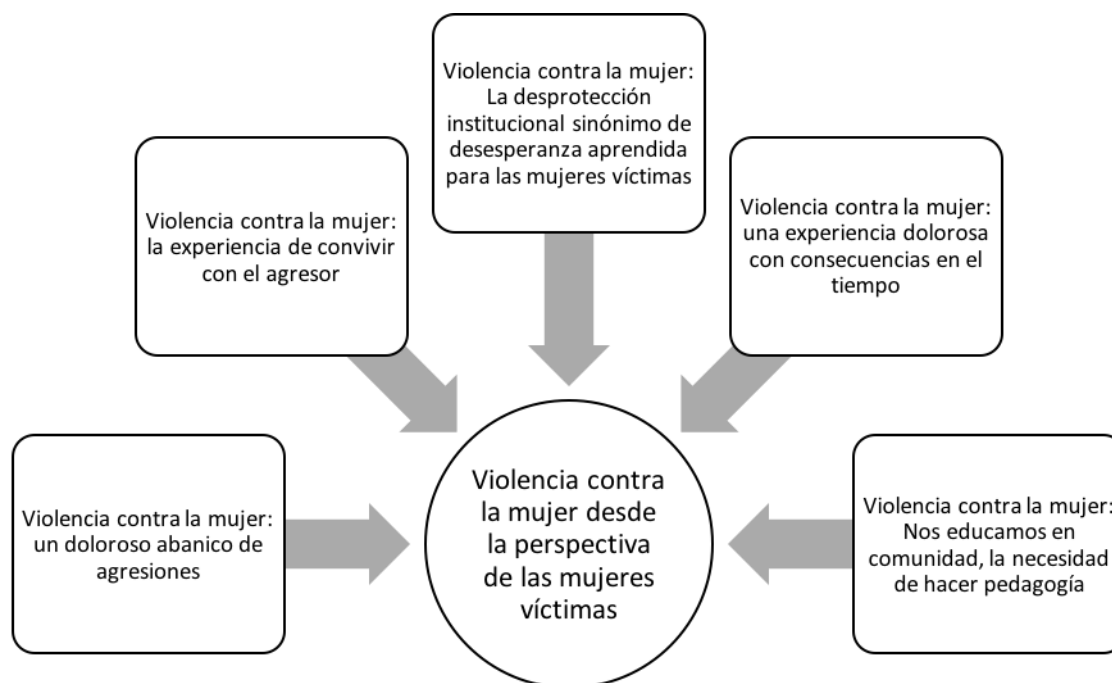 Violencia contra la mujer:
La desprotección
institucional sinónimo de
desesperanza aprendida
para las mujeres víctimas
Violencia contra la mujer:
la experiencia de convivir
con el agresor
Violencia contra la mujer:
una experiencia dolorosa
con consecuencias en el
tiempo
Violencia contra la mujer:
un doloroso abanico de
agresiones
Violencia contra
la mujer desde
la perspectiva
de las mujeres
víctimas
Violencia contra la mujer:
Nos educamos en
comunidad, la necesidad
de hacer pedagogía